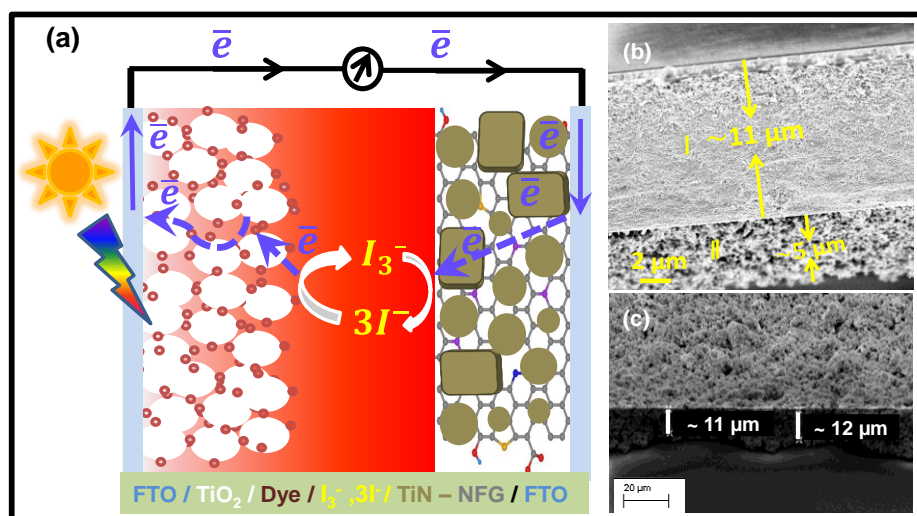 (a)
e̅
e̅
e̅
e̅
e̅
e̅
e̅
I₃⁻
3I⁻
FTO / TiO₂ / Dye / I₃⁻ ,3I⁻ / TiN – NFG / FTO
(b)
I ~11 µm
II ~5 µm
2 µm
(c)
~ 11 µm
~ 12 µm
20 µm